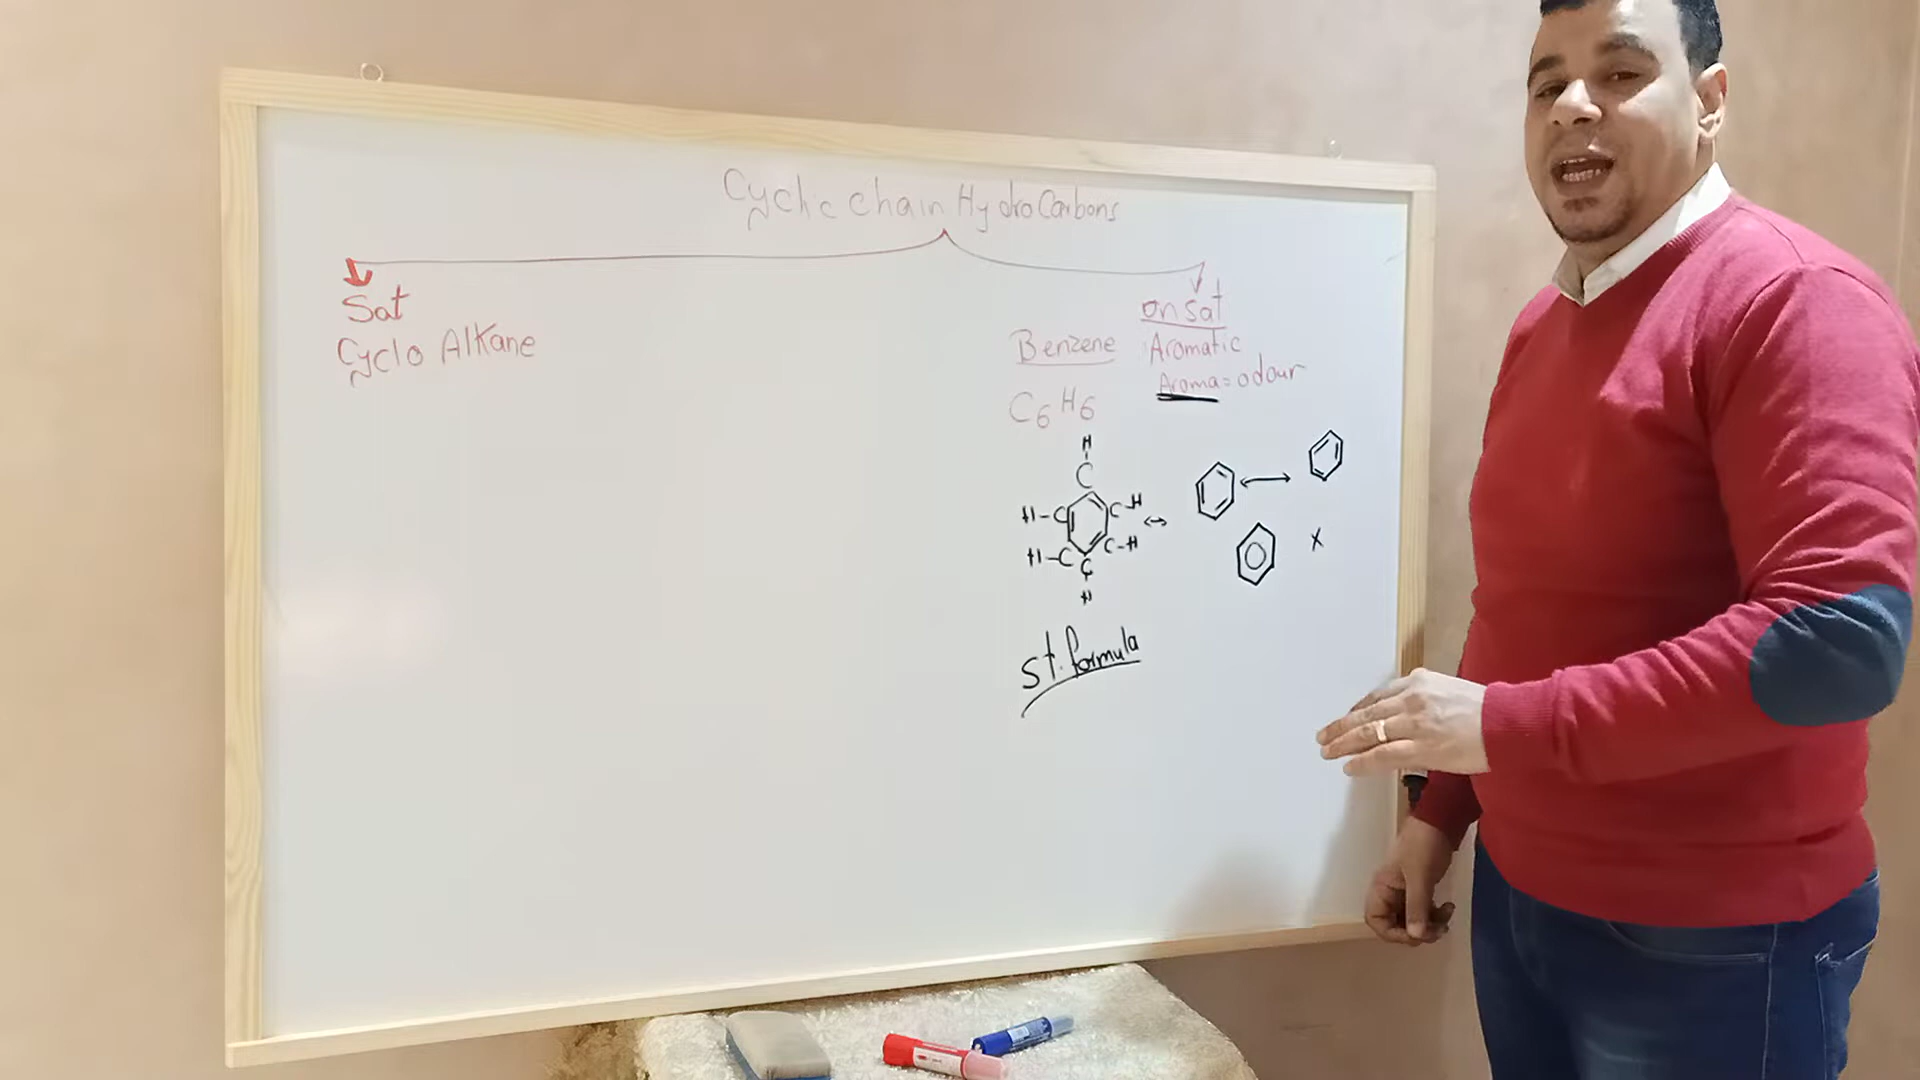 Cyclic chain HydroCarbons
Sat
Cyclo Alkane
on sat
Benzene Aromatic
Aroma = odour
C6H6
H
C
H-C C-H
H-C C-H
C
H
X
st. formula